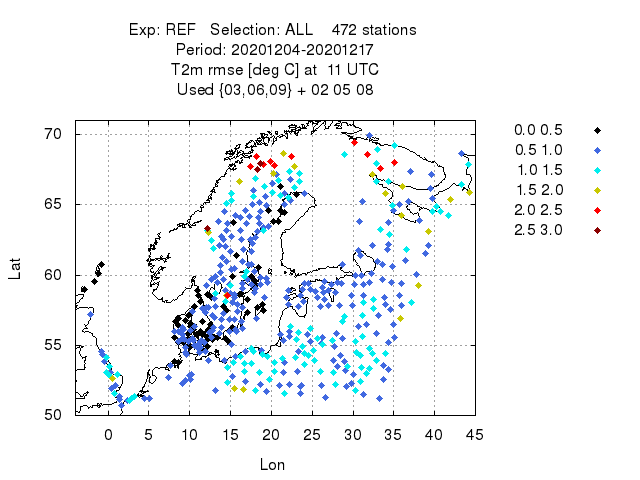 Exp: REF Selection: ALL 472 stations
Period: 20201204-20201217
T2m rmse [deg C] at 11 UTC
Used {03,06,09} + 02 05 08
70
65
60
55
50
Lat
0 5 10 15 20 25 30 35 40 45
Lon
0.0 0.5
0.5 1.0
1.0 1.5
1.5 2.0
2.0 2.5
2.5 3.0